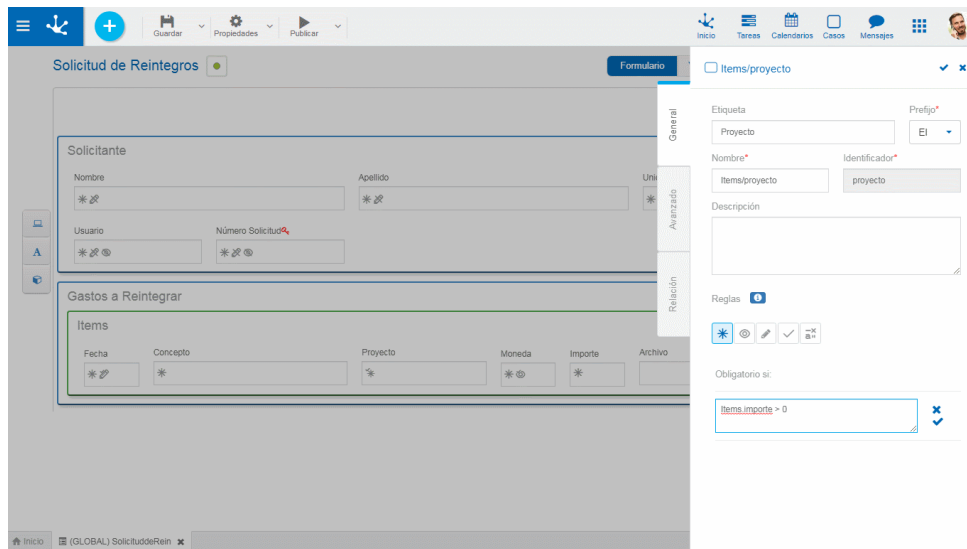 Guardar
Propiedades
Publicar
Inicio
Tareas
Calendarios
Casos
Mensajes
Solicitud de Reintegros
Formulario
Items/proyecto
General
Avanzado
Relación
Etiqueta
Prefijo*
Proyecto
El
Nombre*
Identificador*
Items/proyecto
proyecto
Descripción
Reglas
Obligatorio si:
Items.importe > 0
Solicitante
Nombre
Apellido
Usuario
Número Solicitud
Gastos a Reintegrar
Items
Fecha
Concepto
Proyecto
Moneda
Importe
Archivo
Inicio
(GLOBAL) SolicituddeRein